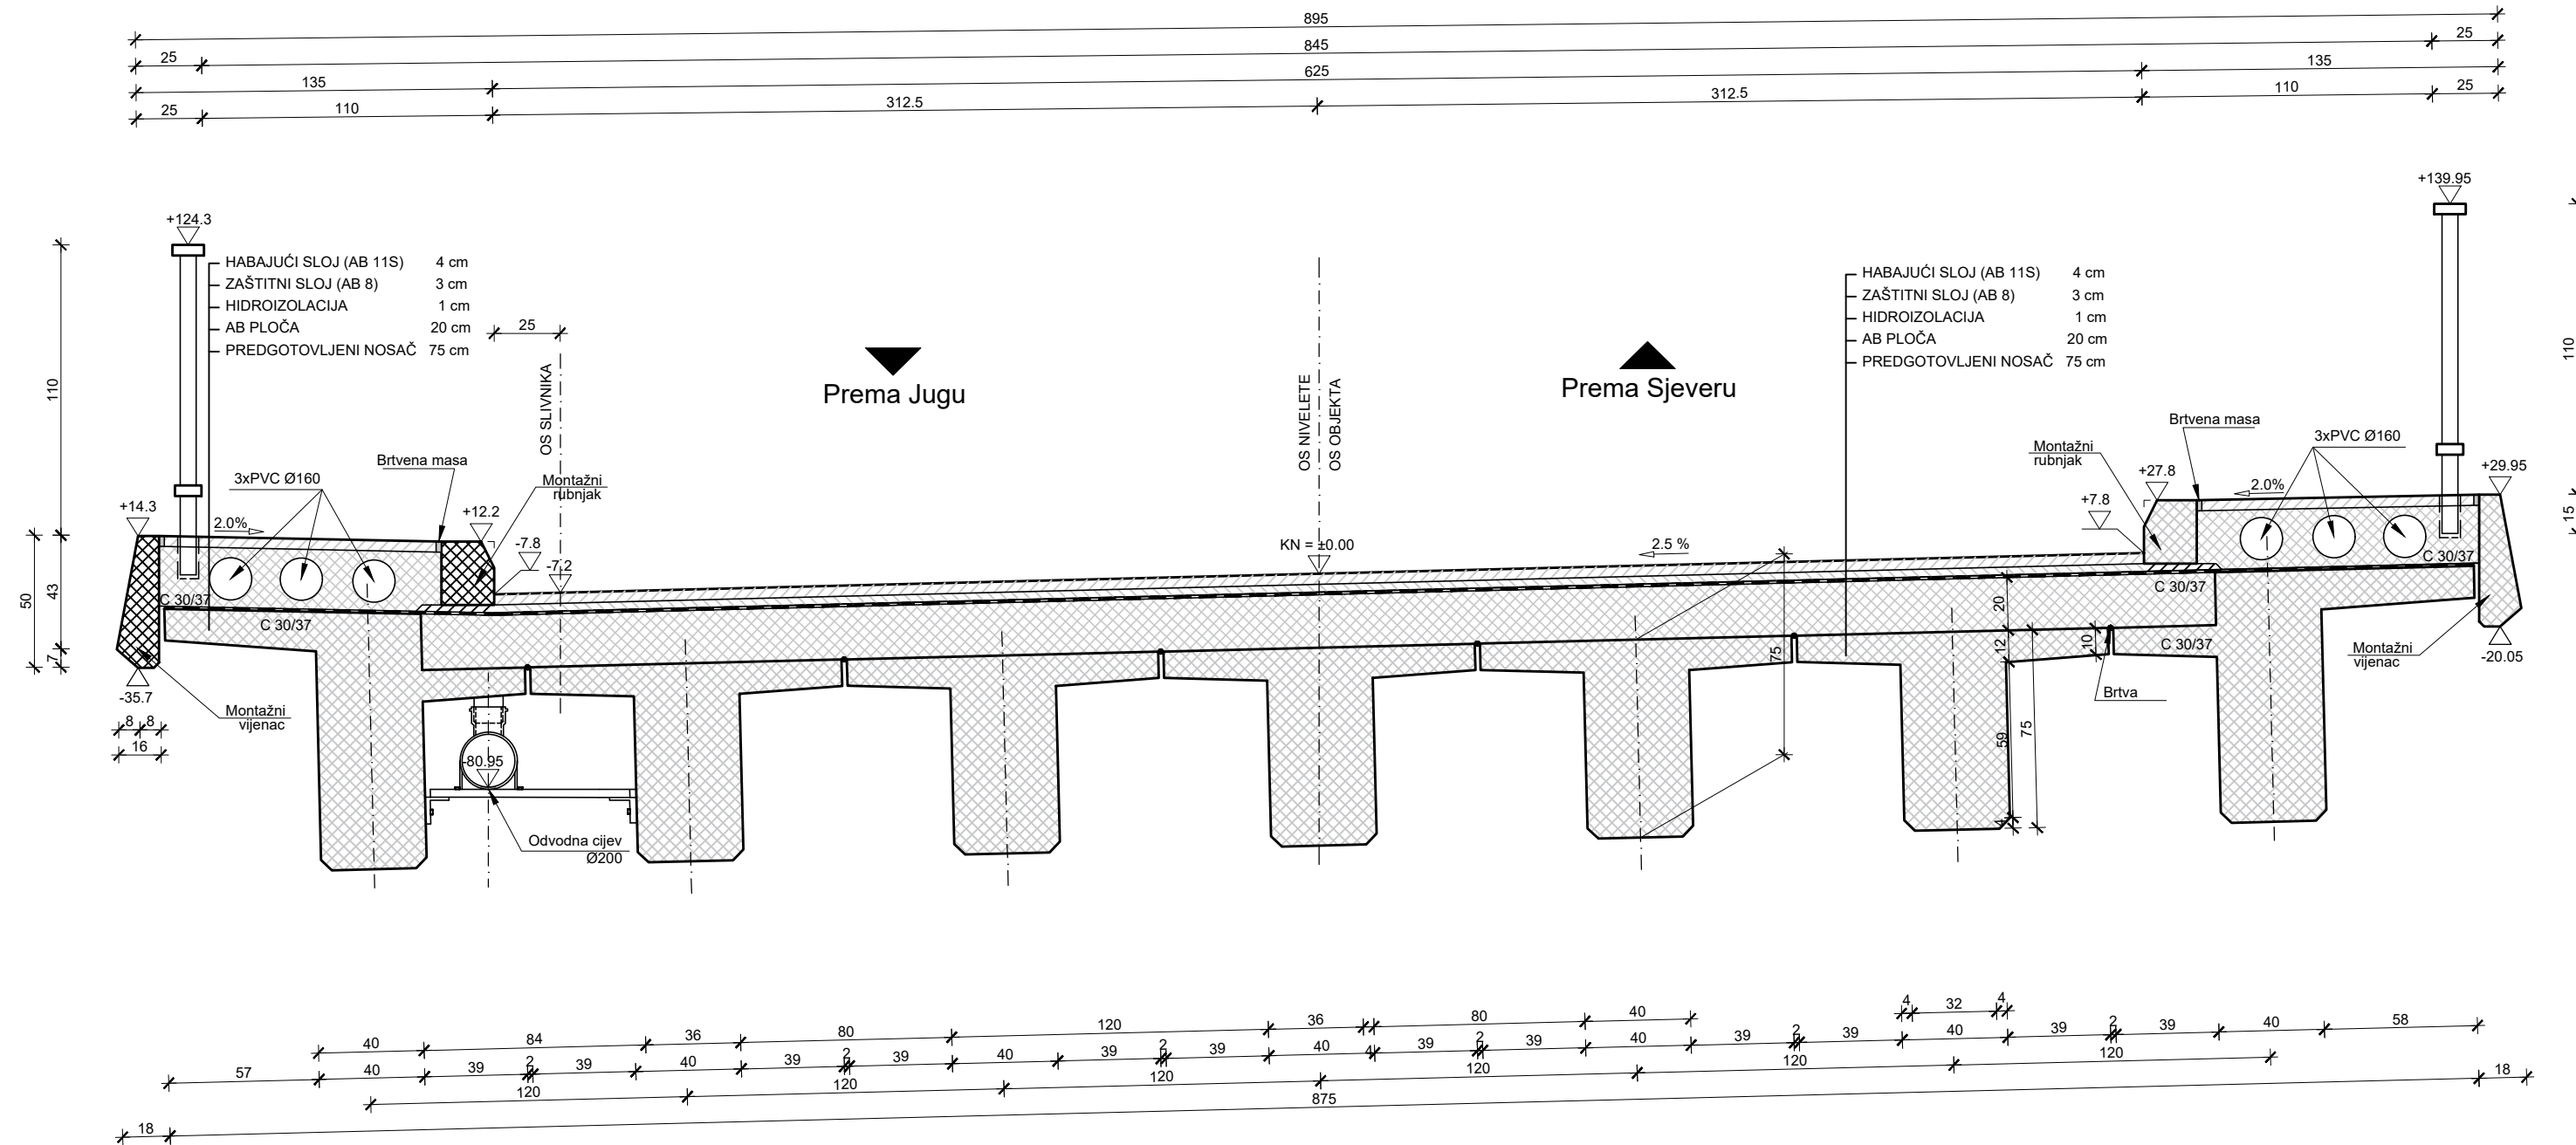 895
25 845 25
135 625 135
25 110 312.5 312.5 110 25
+139.95
+124.3
HABAJUĆI SLOJ (AB 11S) 4 cm
ZAŠTITNI SLOJ (AB 8) 3 cm
HIDROIZOLACIJA 1 cm
AB PLOČA 20 cm
PREDGOTOVLJENI NOSAČ 75 cm
HABAJUĆI SLOJ (AB 11S) 4 cm
ZAŠTITNI SLOJ (AB 8) 3 cm
HIDROIZOLACIJA 1 cm
AB PLOČA 20 cm
PREDGOTOVLJENI NOSAČ 75 cm
25
110
110
OS SLIVNIKA
Prema Jugu
OS NIVELETE
OS OBJEKTA
Prema Sjeveru
Brtvena masa
3xPVC Ø160
Montažni
rubnjak
Brtvena masa
3xPVC Ø160
Montažni
rubnjak
+27.8
+29.95
+14.3
2.0%
+12.2
-7.8
-7.2
KN = ±0.00
2.5 %
+7.8
2.0%
15
50
43
7
C 30/37
C 30/37
C 30/37
C 30/37
C 30/37
20
12
10
75
59
75
4
-35.7
8 8
16
Montažni
vijenac
-80.95
Odvodna cijev
Ø200
Brtva
Montažni
vijenac
-20.05
4 32 4
40 84 36 80 120 36 80 40
57 40 39 2 39 40 39 2 39 40 39 2 39 40 4 39 2 39 40 39 2 39 40 39 2 39 40 58
120 120 120 120 120 120
18 875 18